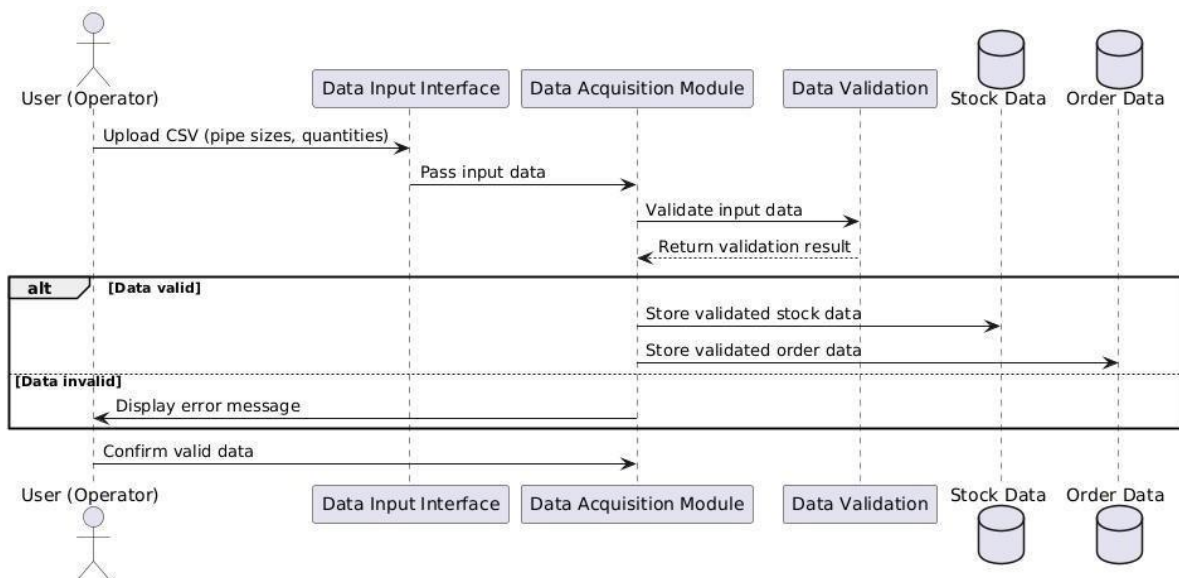 User (Operator)
Data Input Interface
Data Acquisition Module
Data Validation
Stock Data
Order Data
Upload CSV (pipe sizes, quantities)
Pass input data
Validate input data
Return validation result
alt
[Data valid]
Store validated stock data
Store validated order data
[Data invalid]
Display error message
Confirm valid data
User (Operator)
Data Input Interface
Data Acquisition Module
Data Validation
Stock Data
Order Data